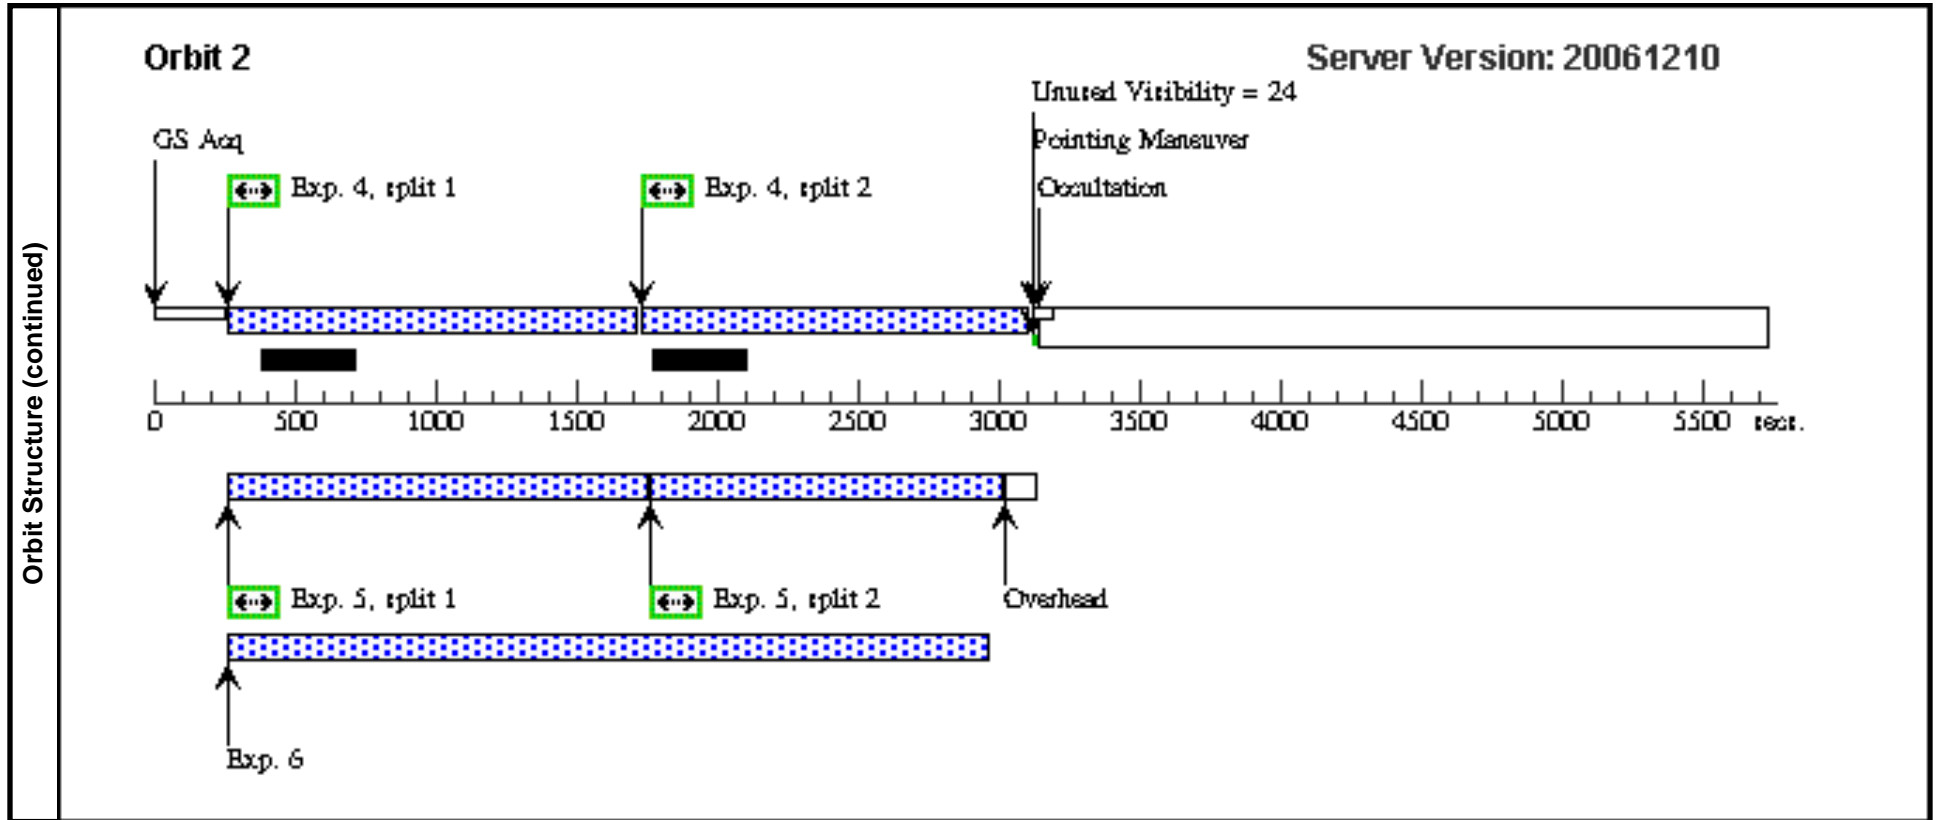 Orbit Structure (continued)
Orbit 2
Server Version: 20061210
Unused Visibility = 24
GS Acq
Pointing Maneuver
Exp. 4, split 1
Exp. 4, split 2
Occultation
0 500 1000 1500 2000 2500 3000 3500 4000 4500 5000 5500 secs.
Exp. 5, split 1
Exp. 5, split 2
Overhead
Exp. 6